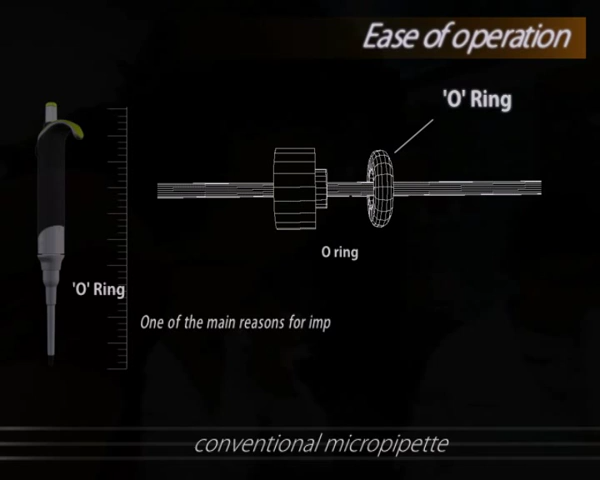 Ease of operation
'O' Ring
O ring
'O' Ring
One of the main reasons for imp
conventional micropipette